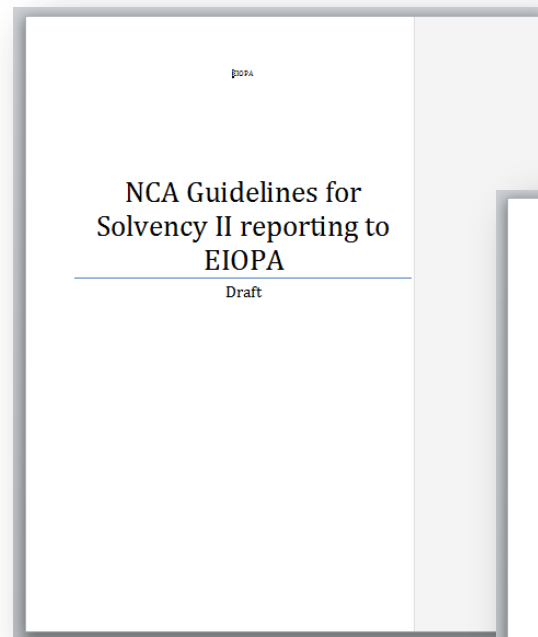 EIOPA
NCA Guidelines for
Solvency II reporting to
EIOPA
Draft